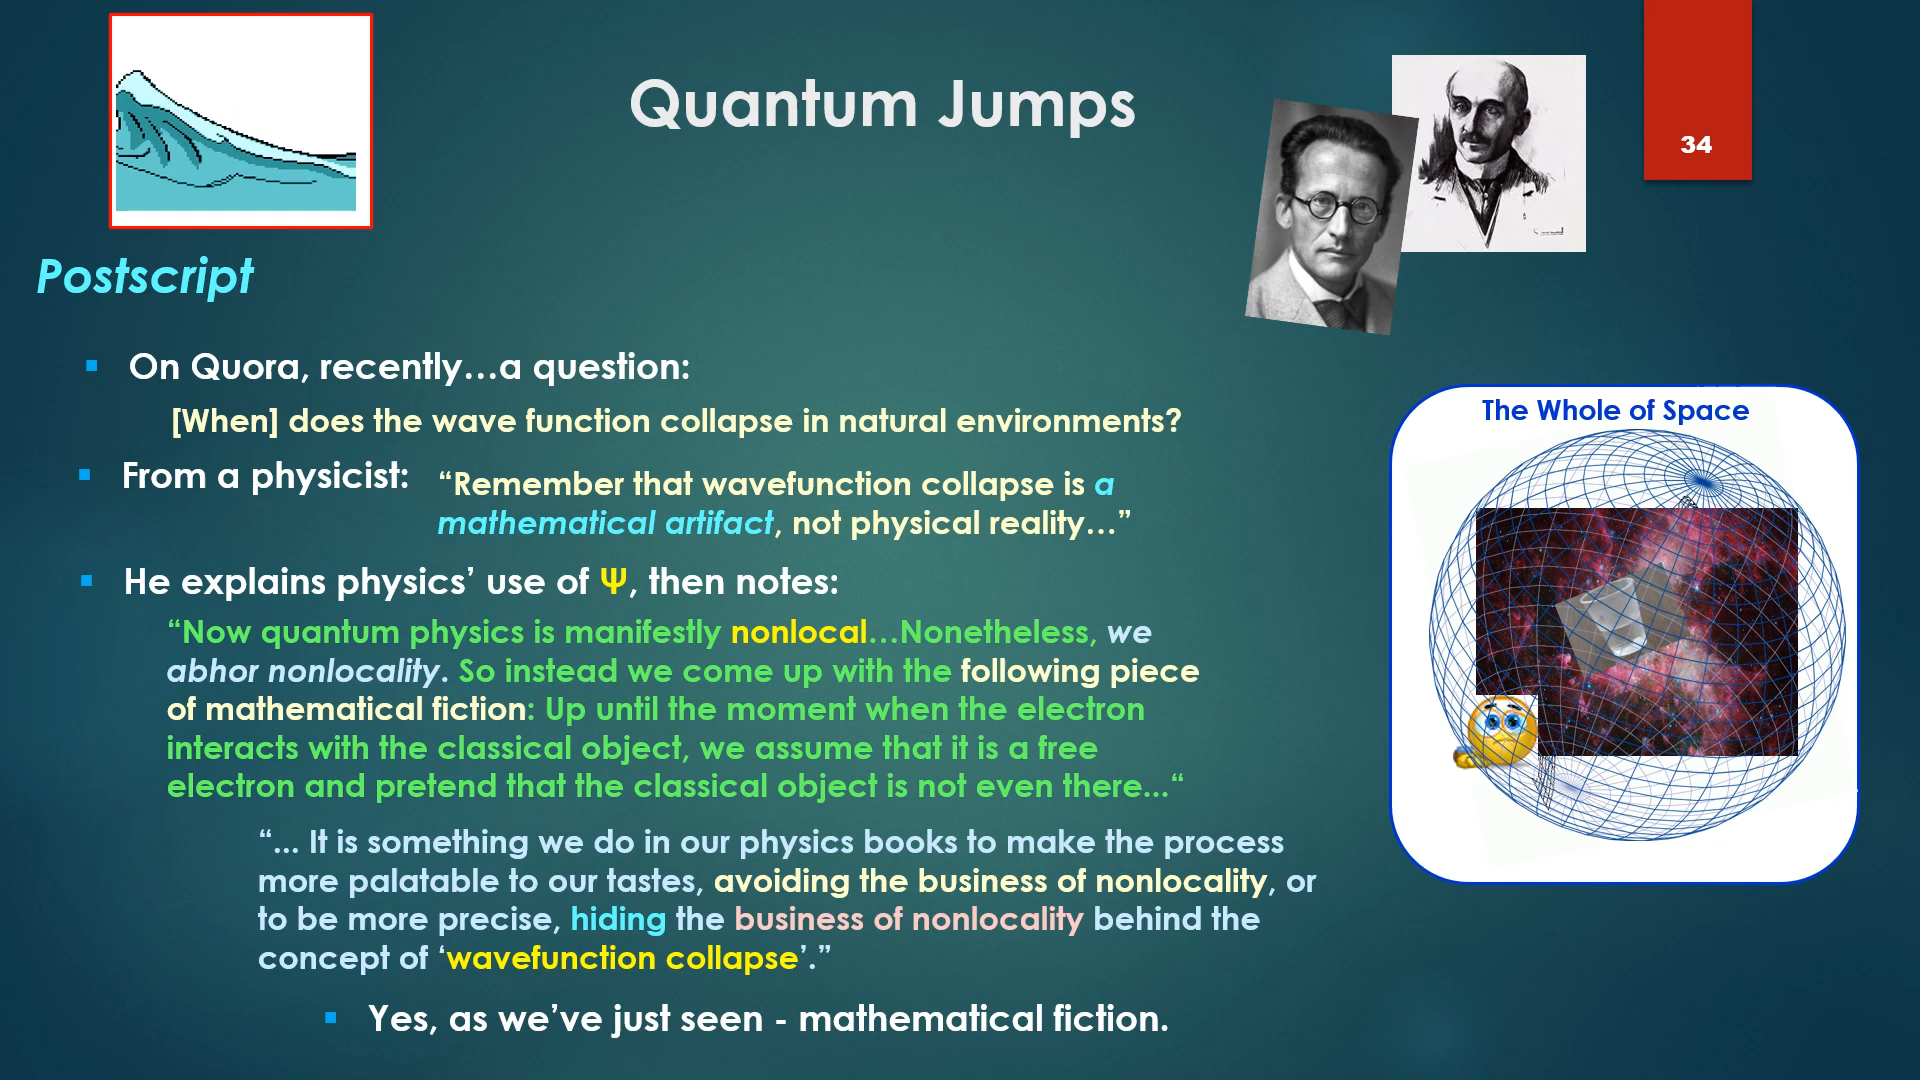 Quantum Jumps
34
Postscript
▪ On Quora, recently…a question:
[When] does the wave function collapse in natural environments?
▪ From a physicist:
“Remember that wavefunction collapse is a
mathematical artifact, not physical reality…”
▪ He explains physics’ use of Ψ, then notes:
“Now quantum physics is manifestly nonlocal…Nonetheless, we
abhor nonlocality. So instead we come up with the following piece
of mathematical fiction: Up until the moment when the electron
interacts with the classical object, we assume that it is a free
electron and pretend that the classical object is not even there...“
“... It is something we do in our physics books to make the process
more palatable to our tastes, avoiding the business of nonlocality, or
to be more precise, hiding the business of nonlocality behind the
concept of ‘wavefunction collapse’.”
▪ Yes, as we’ve just seen - mathematical fiction.
The Whole of Space